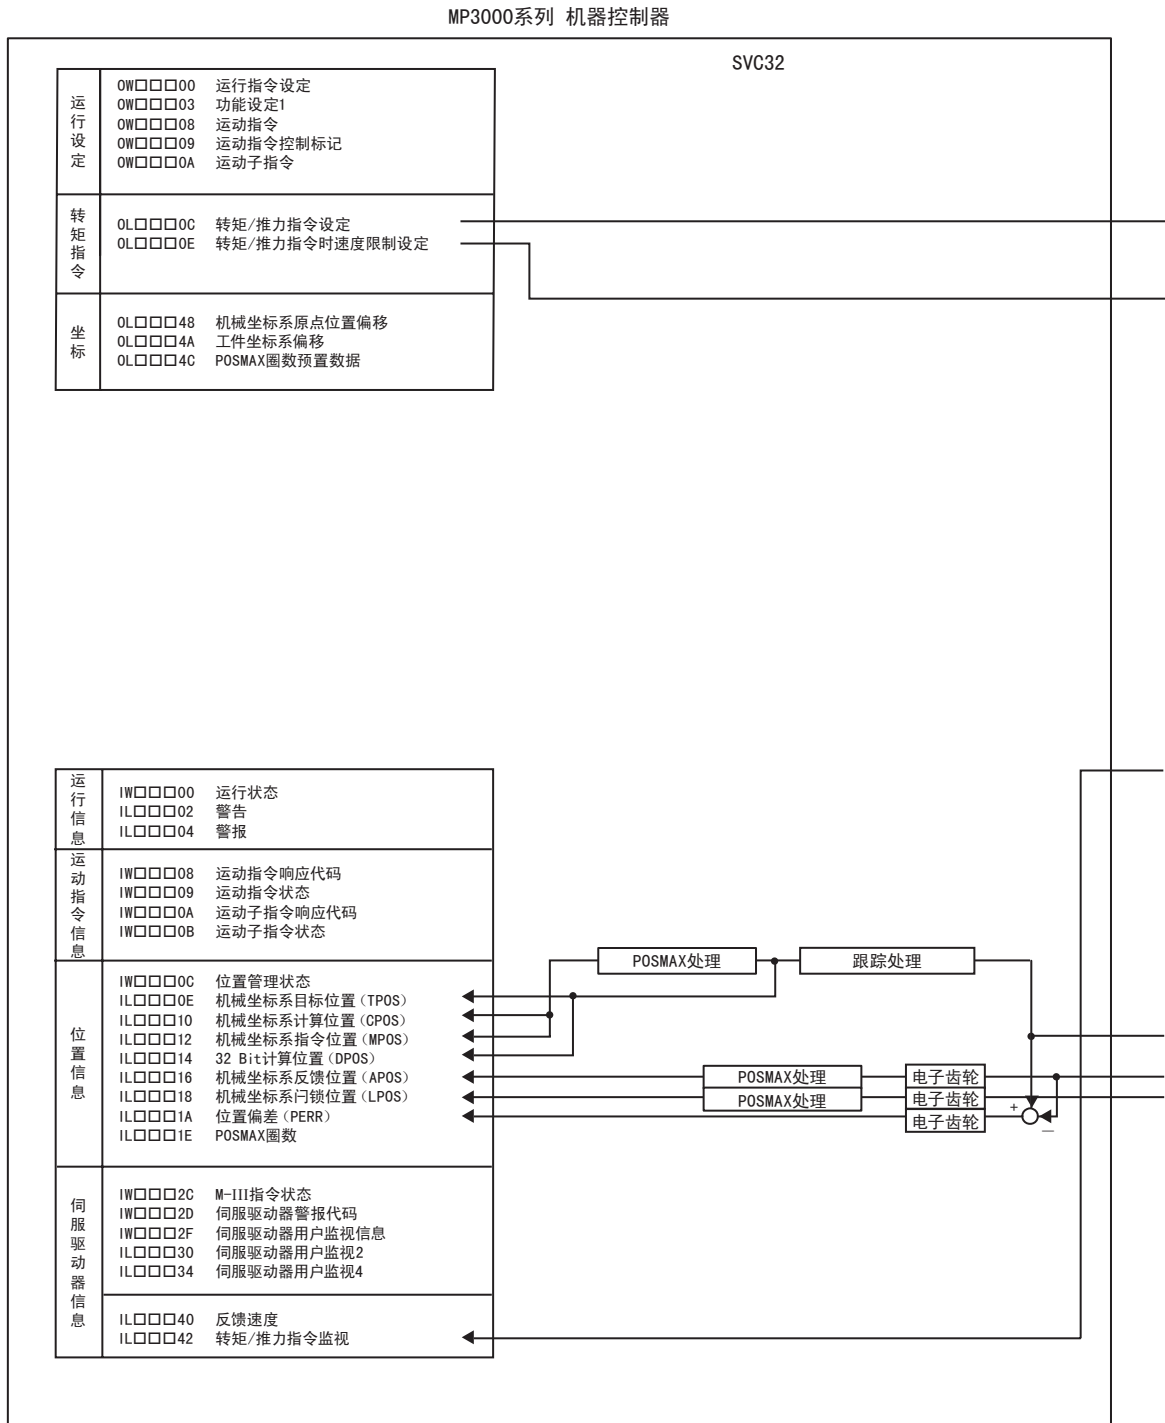 MP3000系列 机器控制器
SVC32
运行设定
OW□□□00 运行指令设定
OW□□□03 功能设定1
OW□□□08 运动指令
OW□□□09 运动指令控制标记
OW□□□0A 运动子指令
转矩指令
OL□□□0C 转矩/推力指令设定
OL□□□0E 转矩/推力指令时速度限制设定
坐标
OL□□□48 机械坐标系原点位置偏移
OL□□□4A 工件坐标系偏移
OL□□□4C POSMAX圈数预置数据
运行信息
IW□□□00 运行状态
IL□□□02 警告
IL□□□04 警报
运动指令信息
IW□□□08 运动指令响应代码
IW□□□09 运动指令状态
IW□□□0A 运动子指令响应代码
IW□□□0B 运动子指令状态
位置信息
IW□□□0C 位置管理状态
IL□□□0E 机械坐标系目标位置(TPOS)
IL□□□10 机械坐标系计算位置(CPOS)
IL□□□12 机械坐标系指令位置(MPOS)
IL□□□14 32 Bit计算位置(DPOS)
IL□□□16 机械坐标系反馈位置(APOS)
IL□□□18 机械坐标系闩锁位置(LPOS)
IL□□□1A 位置偏差(PERR)
IL□□□1E POSMAX圈数
POSMAX处理 跟踪处理
POSMAX处理 电子齿轮
POSMAX处理 电子齿轮
电子齿轮
+
—
伺服驱动器信息
IW□□□2C M-III指令状态
IW□□□2D 伺服驱动器警报代码
IW□□□2F 伺服驱动器用户监视信息
IL□□□30 伺服驱动器用户监视2
IL□□□34 伺服驱动器用户监视4
IL□□□40 反馈速度
IL□□□42 转矩/推力指令监视